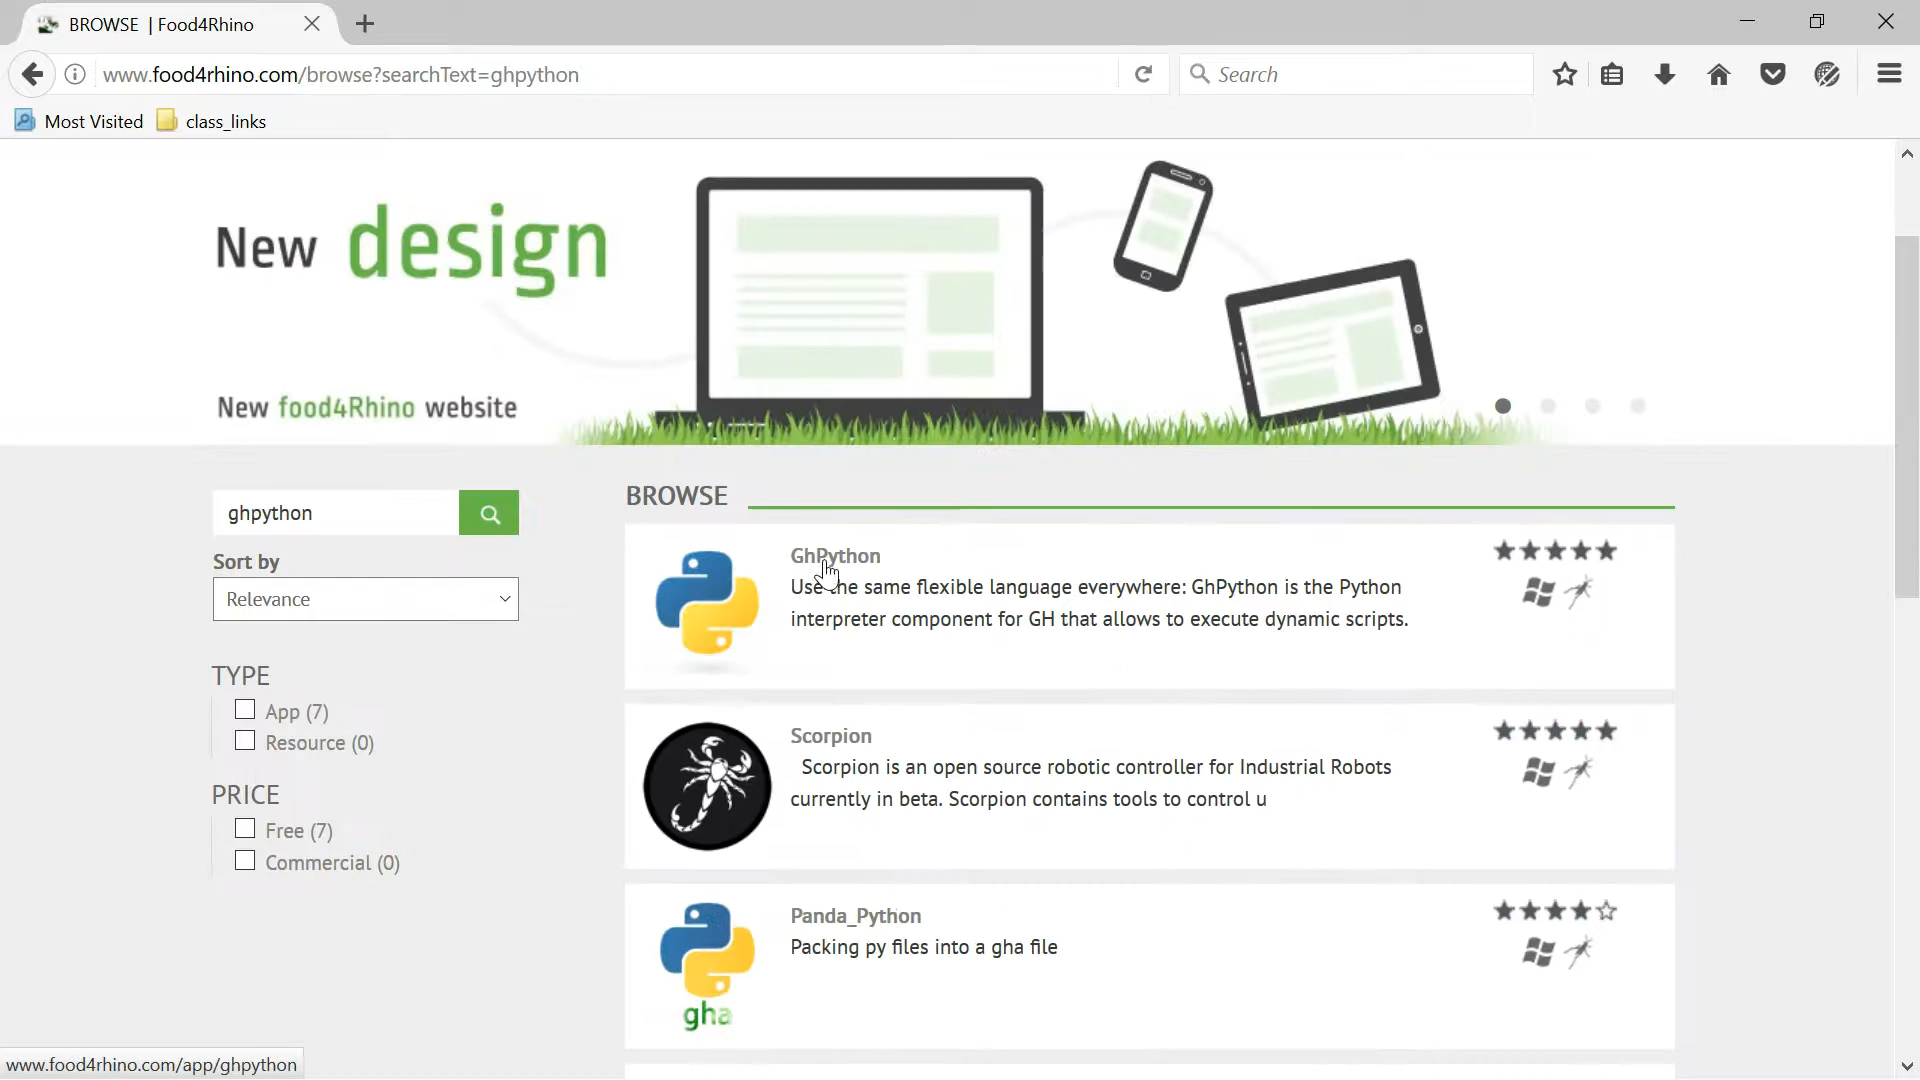 BROWSE | Food4Rhino
www.food4rhino.com/browse?searchText=ghpython
Search
Most Visited
class_links
New design
New food4Rhino website
ghpython
Sort by
Relevance
TYPE
App (7)
Resource (0)
PRICE
Free (7)
Commercial (0)
BROWSE
GhPython
Use the same flexible language everywhere: GhPython is the Python
interpreter component for GH that allows to execute dynamic scripts.
Scorpion
Scorpion is an open source robotic controller for Industrial Robots
currently in beta. Scorpion contains tools to control u
Panda_Python
Packing py files into a gha file
gha
www.food4rhino.com/app/ghpython